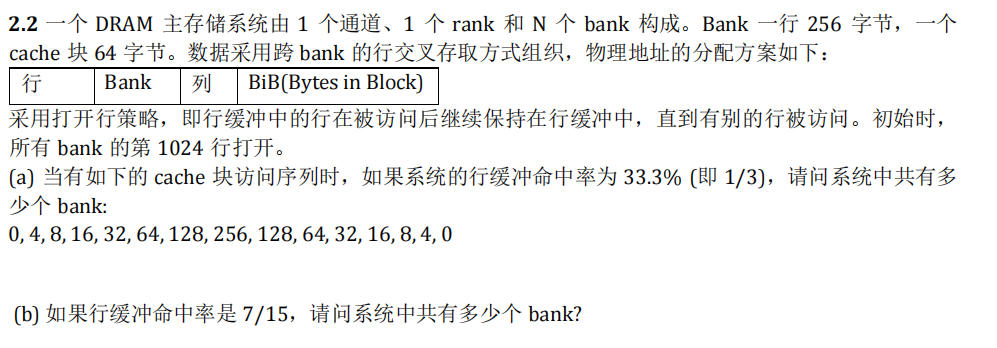 2.2 一个 DRAM 主存储系统由 1 个通道、1 个 rank 和 N 个 bank 构成。Bank 一行 256 字节，一个
cache 块 64 字节。数据采用跨 bank 的行交叉存取方式组织，物理地址的分配方案如下：
行 Bank 列 BiB(Bytes in Block)
采用打开行策略，即行缓冲中的行在被访问后继续保持在行缓冲中，直到有别的行被访问。初始时，
所有 bank 的第 1024 行打开。
(a) 当有如下的 cache 块访问序列时，如果系统的行缓冲命中率为 33.3% (即 1/3)，请问系统中共有多
少个 bank:
0, 4, 8, 16, 32, 64, 128, 256, 128, 64, 32, 16, 8, 4, 0
(b) 如果行缓冲命中率是 7/15，请问系统中共有多少个 bank?